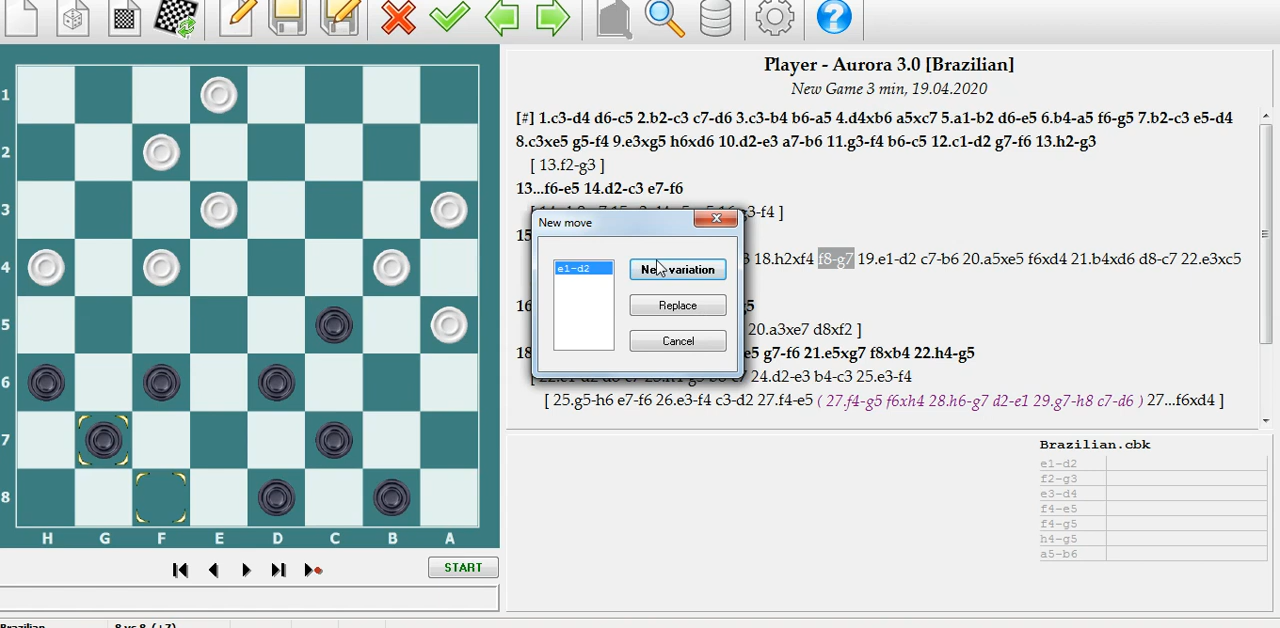 Player - Aurora 3.0 [Brazilian]
New Game 3 min, 19.04.2020
[#] 1.c3-d4 d6-c5 2.b2-c3 c7-d6 3.c3-b4 b6-a5 4.d4xb6 a5xc7 5.a1-b2 d6-e5 6.b4-a5 f6-g5 7.b2-c3 e5-d4
8.c3xe5 g5-f4 9.e3xg5 h6xd6 10.d2-e3 a7-b6 11.g3-f4 b6-c5 12.c1-d2 g7-f6 13.h2-g3
[ 13.f2-g3 ]
13...f6-e5 14.d2-c3 e7-f6
g3-f4 ]
New move
18.h2xf4 f8-g7 19.e1-d2 c7-b6 20.a5xe5 f6xd4 21.b4xd6 d8-c7 22.e3xc5
e1-d2
New variation
Replace
Cancel
20.a3xe7 d8xf2 ]
g7-f6 21.e5xg7 f8xb4 22.h4-g5
24.d2-e3 b4-c3 25.e3-f4
[ 25.g5-h6 e7-f6 26.e3-f4 c3-d2 27.f4-e5 ( 27.f4-g5 f6xh4 28.h6-g7 d2-e1 29.g7-h8 c7-d6 ) 27...f6xd4 ]
1
2
3
4
5
6
7
8
H G F E D C B A
START
Brazilian.cbk
e1-d2
f2-g3
e3-d4
f4-e5
f4-g5
h4-g5
a5-b6
Brazilian
8 vs 8 (+7)